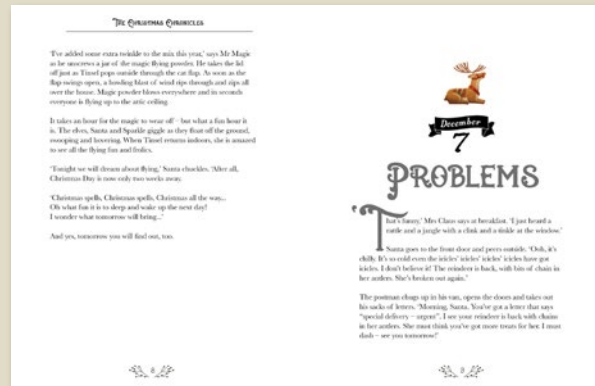 The Christmas Chronicles
'I've added some extra twinkle to the mix this year,' says Mr Magic
as he unscrews a jar of the magic flying powder. He takes the lid
off just as Tinsel pops outside through the cat flap. As soon as the
flap swings open, a howling blast of wind rips through and zips all
over the house. Magic powder blows everywhere and in seconds
everyone is flying up to the attic ceiling.
It takes an hour for the magic to wear off – but what a fun hour it
is. The elves, Santa and Sparkle giggle as they float off the ground,
swooping and hovering. When Tinsel returns indoors, she is amazed
to see all the flying fun and frolics.
'Tonight we will dream about flying,' Santa chuckles. 'After all,
Christmas Day is now only two weeks away.
'Christmas spells, Christmas spells, Christmas all the way...
Oh what fun it is to sleep and wake up the next day!
I wonder what tomorrow will bring...'
And yes, tomorrow you will find out, too.
8
December
7
Problems
'That's funny,' Mrs Claus says at breakfast. 'I just heard a
rattle and a jangle with a clink and a tinkle at the window.'
Santa goes to the front door and peers outside. 'Ooh, it's
chilly. It's so cold even the icicles' icicles' icicles' icicles have got
icicles. I don't believe it! The reindeer is back, with bits of chain in
her antlers. She's broken out again.'
The postman chugs up in his van, opens the doors and takes out
his sacks of letters. 'Morning, Santa. You've got a letter that says
"special delivery – urgent". I see your reindeer is back with chains
in her antlers. She must think you've got more treats for her. I must
dash – see you tomorrow!'
9